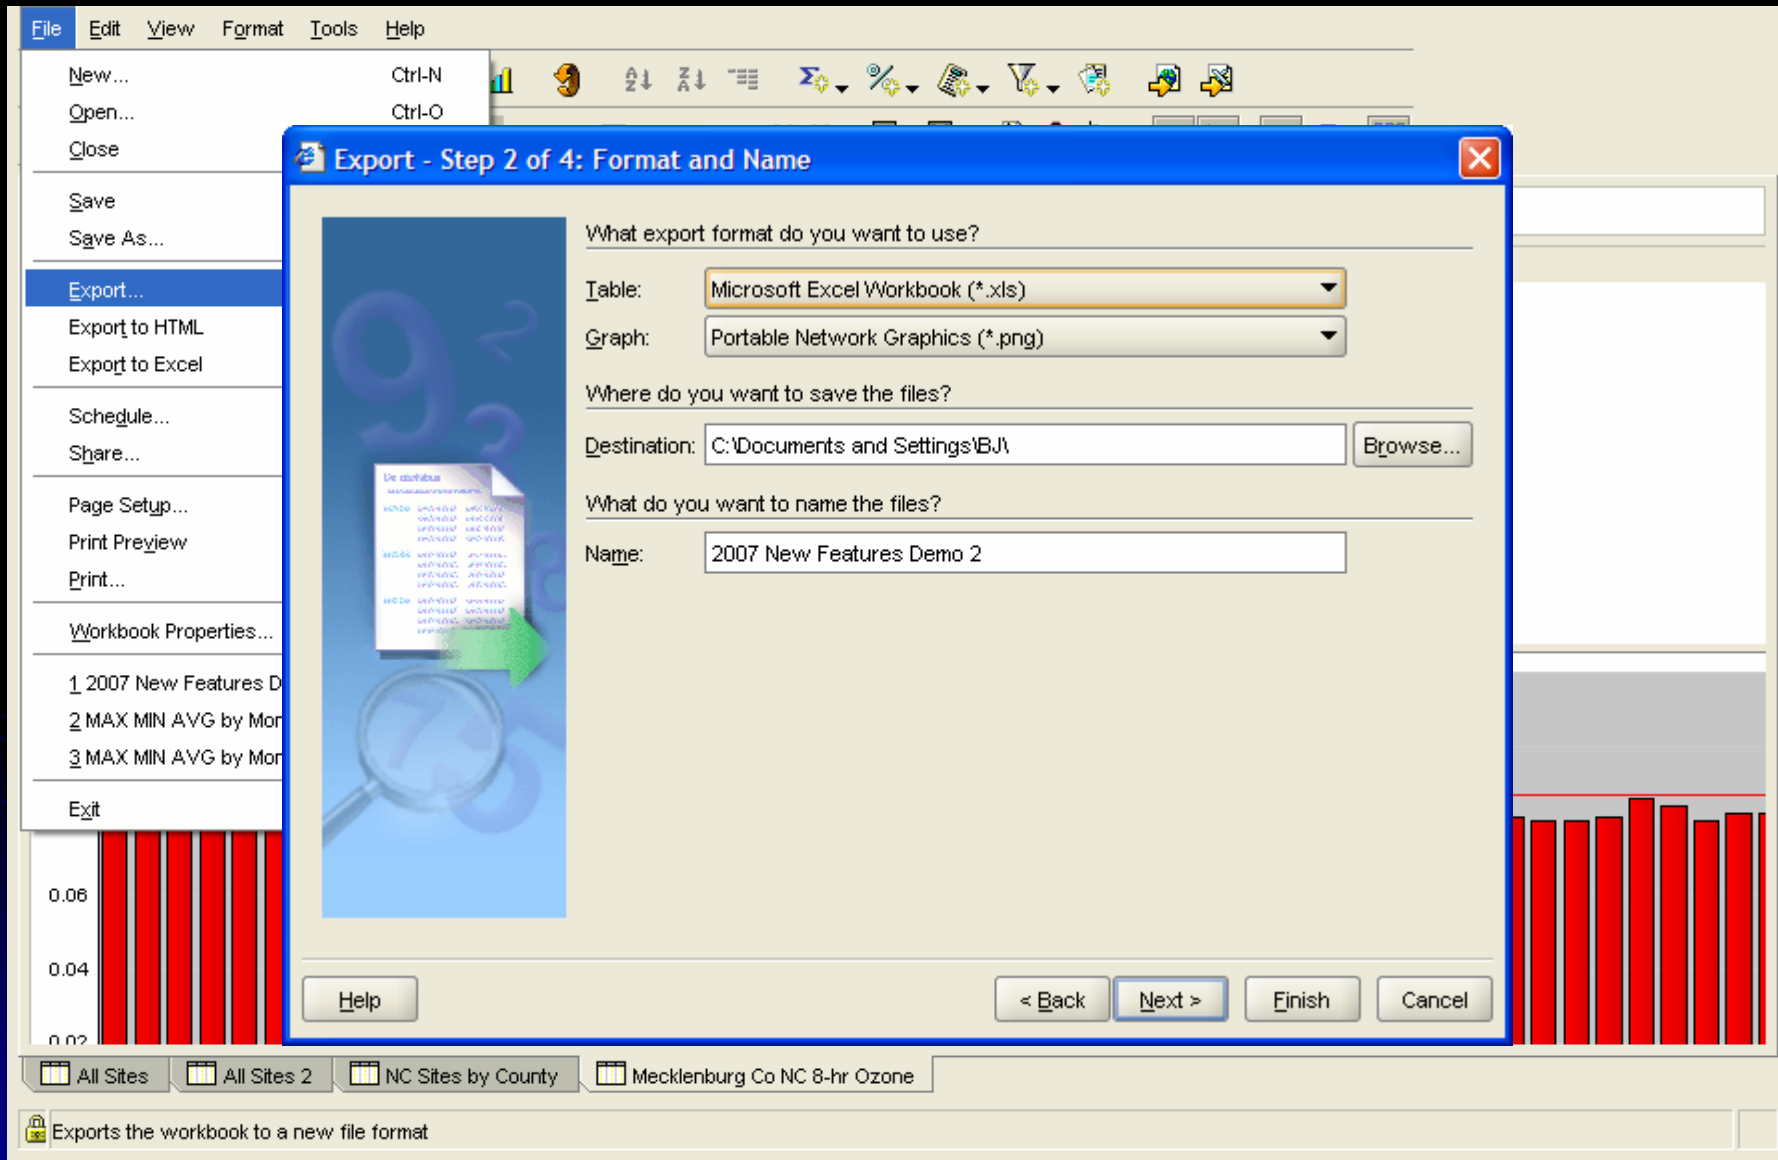 File Edit View Format Tools Help
New... Ctrl-N
Open... Ctrl-O
Close
Save
Save As...
Export...
Export to HTML
Export to Excel
Schedule...
Share...
Page Setup...
Print Preview
Print...
Workbook Properties...
1 2007 New Features D
2 MAX MIN AVG by Mor
3 MAX MIN AVG by Mor
Exit
Export - Step 2 of 4: Format and Name
What export format do you want to use?
Table: Microsoft Excel Workbook (*.xls)
Graph: Portable Network Graphics (*.png)
Where do you want to save the files?
Destination: C:\Documents and Settings\BJ\ Browse...
What do you want to name the files?
Name: 2007 New Features Demo 2
Help < Back Next > Finish Cancel
0.06
0.04
0.02
All Sites All Sites 2 NC Sites by County Mecklenburg Co NC 8-hr Ozone
Exports the workbook to a new file format